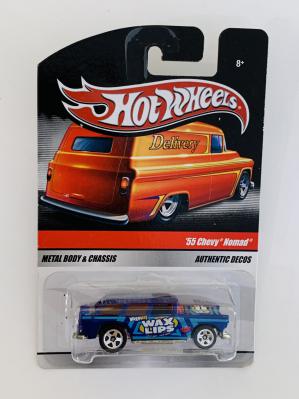 8+
Hot Wheels
Delivery
'55 Chevy® Nomad®
METAL BODY & CHASSIS
AUTHENTIC DECOS
WAX
LIPS